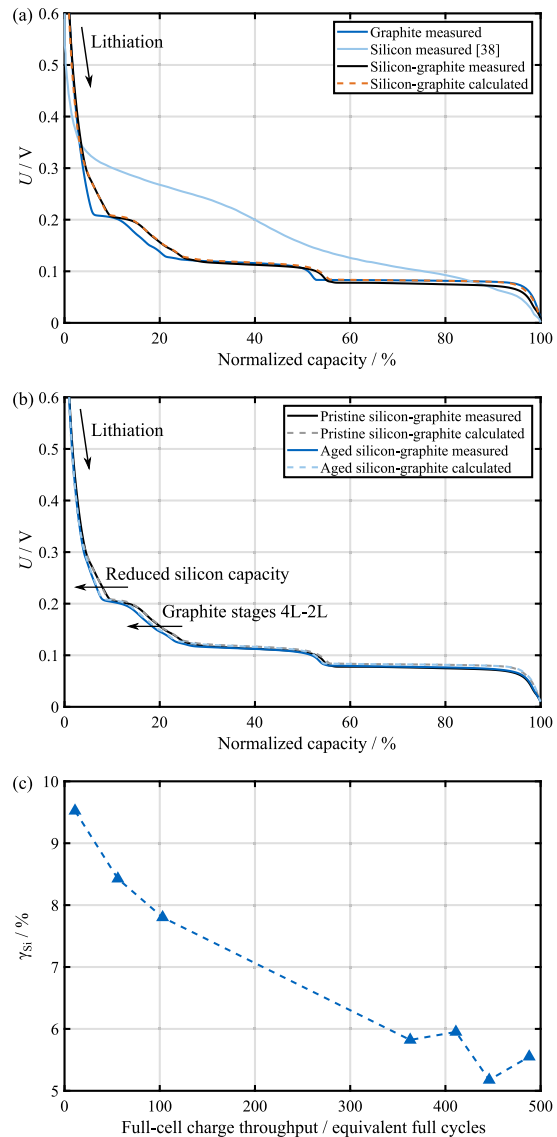 (a)
0.6
0.5
0.4
0.3
0.2
0.1
0
U / V
Lithiation
Graphite measured
Silicon measured [38]
Silicon-graphite measured
Silicon-graphite calculated
0 20 40 60 80 100
Normalized capacity / %
(b)
0.6
0.5
0.4
0.3
0.2
0.1
0
U / V
Lithiation
Pristine silicon-graphite measured
Pristine silicon-graphite calculated
Aged silicon-graphite measured
Aged silicon-graphite calculated
Reduced silicon capacity
Graphite stages 4L-2L
0 20 40 60 80 100
Normalized capacity / %
(c)
10
9
8
7
6
5
γSi / %
0 100 200 300 400 500
Full-cell charge throughput / equivalent full cycles